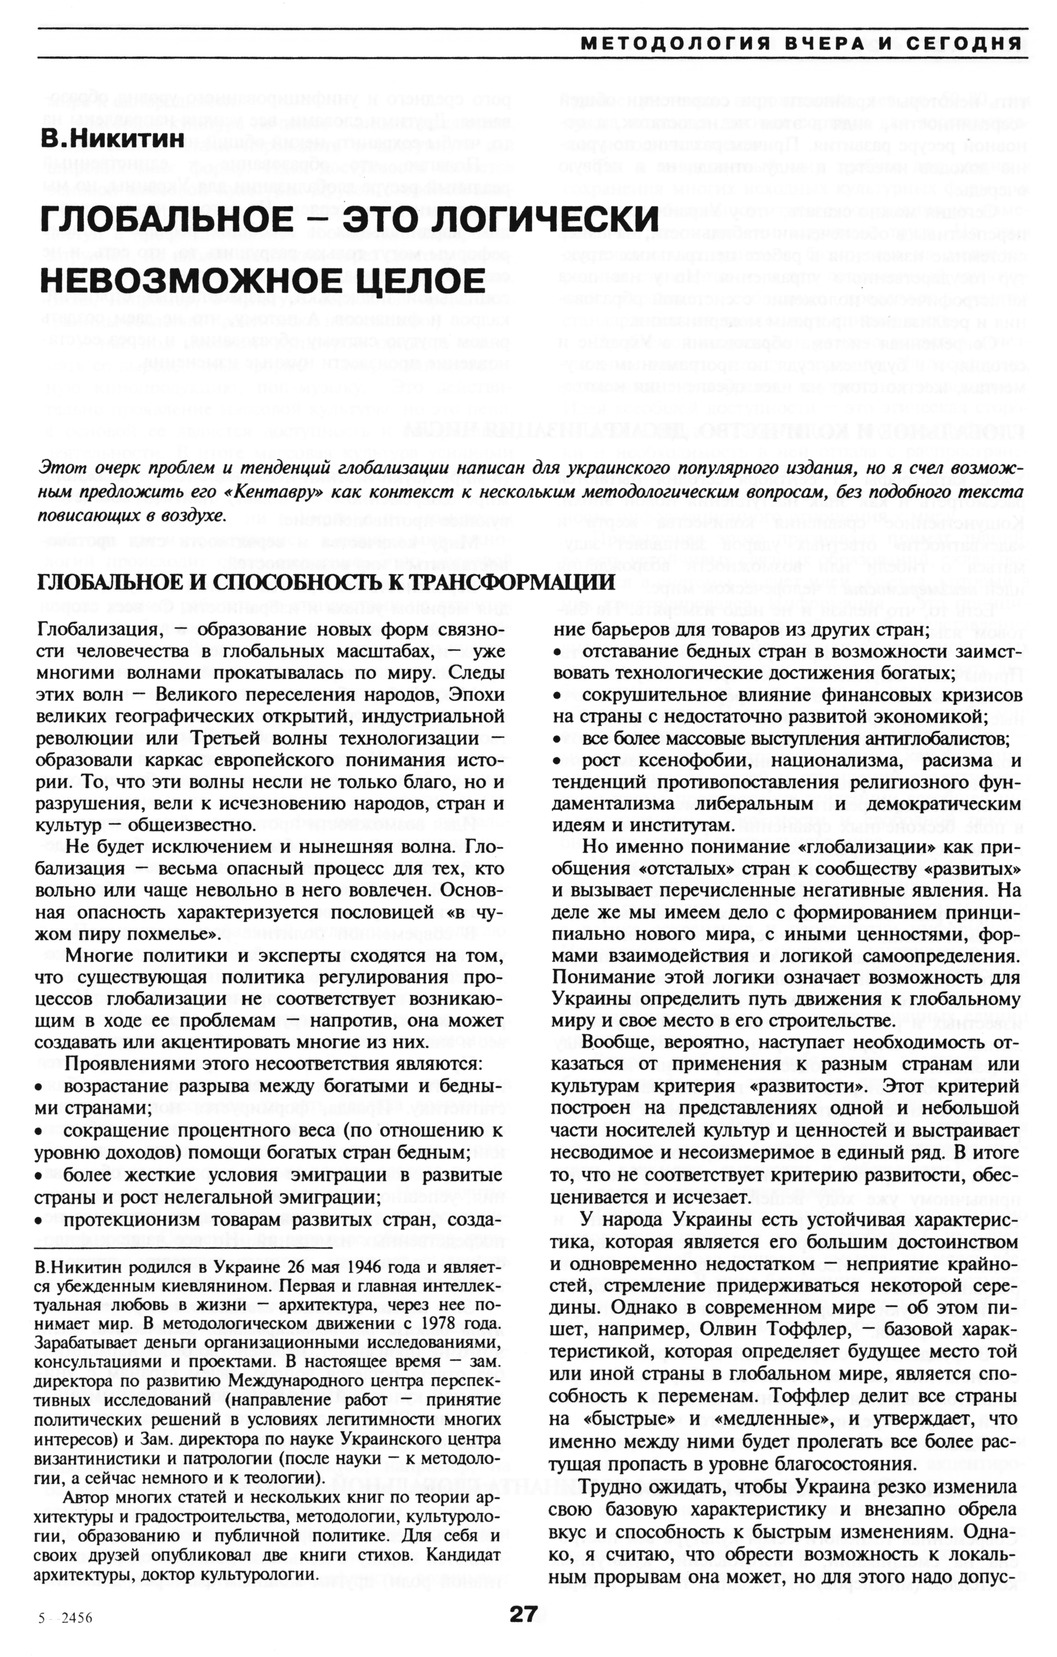 МЕТОДОЛОГИЯ ВЧЕРА И СЕГОДНЯ
В.Никитин
ГЛОБАЛЬНОЕ – ЭТО ЛОГИЧЕСКИ
НЕВОЗМОЖНОЕ ЦЕЛОЕ
Этот очерк проблем и тенденций глобализации написан для украинского популярного издания, но я счел возмож-
ным предложить его «Кентавру» как контекст к нескольким методологическим вопросам, без подобного текста
повисающих в воздухе.
ГЛОБАЛЬНОЕ И СПОСОБНОСТЬ К ТРАНСФОРМАЦИИ
Глобализация, — образование новых форм связно-
сти человечества в глобальных масштабах, — уже
многими волнами прокатывалась по миру. Следы
этих волн — Великого переселения народов, Эпохи
великих географических открытий, индустриальной
революции или Третьей волны технологизации —
образовали каркас европейского понимания исто-
рии. То, что эти волны несли не только благо, но и
разрушения, вели к исчезновению народов, стран и
культур — общеизвестно.
Не будет исключением и нынешняя волна. Гло-
бализация — весьма опасный процесс для тех, кто
вольно или чаще невольно в него вовлечен. Основ-
ная опасность характеризуется пословицей «в чу-
жом пиру похмелье».
Многие политики и эксперты сходятся на том,
что существующая политика регулирования про-
цессов глобализации не соответствует возникаю-
щим в ходе ее проблемам — напротив, она может
создавать или акцентировать многие из них.
Проявлениями этого несоответствия являются:
• возрастание разрыва между богатыми и бедны-
ми странами;
• сокращение процентного веса (по отношению к
уровню доходов) помощи богатых стран бедным;
• более жесткие условия эмиграции в развитые
страны и рост нелегальной эмиграции;
• протекционизм товарам развитых стран, созда-
В.Никитин родился в Украине 26 мая 1946 года и являет-
ся убежденным киевлянином. Первая и главная интеллек-
туальная любовь в жизни — архитектура, через нее по-
нимает мир. В методологическом движении с 1978 года.
Зарабатывает деньги организационными исследованиями,
консультациями и проектами. В настоящее время — зам.
директора по развитию Международного центра перспек-
тивных исследований (направление работ — принятие
политических решений в условиях легитимности многих
интересов) и Зам. директора по науке Украинского центра
византинистики и патрологии (после науки — к методоло-
гии, а сейчас немного и к теологии).
Автор многих статей и нескольких книг по теории ар-
хитектуры и градостроительства, методологии, культуроло-
гии, образованию и публичной политике. Для себя и
своих друзей опубликовал две книги стихов. Кандидат
архитектуры, доктор культурологии.
ние барьеров для товаров из других стран;
• отставание бедных стран в возможности заимст-
вовать технологические достижения богатых;
• сокрушительное влияние финансовых кризисов
на страны с недостаточно развитой экономикой;
• все более массовые выступления антиглобалистов;
• рост ксенофобии, национализма, расизма и
тенденций противопоставления религиозного фун-
даментализма либеральным и демократическим
идеям и институтам.
Но именно понимание «глобализации» как при-
общения «отсталых» стран к сообществу «развитых»
и вызывает перечисленные негативные явления. На
деле же мы имеем дело с формированием принци-
пиально нового мира, с иными ценностями, фор-
мами взаимодействия и логикой самоопределения.
Понимание этой логики означает возможность для
Украины определить путь движения к глобальному
миру и свое место в его строительстве.
Вообще, вероятно, наступает необходимость от-
казаться от применения к разным странам или
культурам критерия «развитости». Этот критерий
построен на представлениях одной и небольшой
части носителей культур и ценностей и выстраивает
несводимое и несоизмеримое в единый ряд. В итоге
то, что не соответствует критерию развитости, обес-
ценивается и исчезает.
У народа Украины есть устойчивая характерис-
тика, которая является его большим достоинством
и одновременно недостатком — неприятие крайно-
стей, стремление придерживаться некоторой сере-
дины. Однако в современном мире — об этом пи-
шет, например, Олвин Тоффлер, — базовой харак-
теристикой, которая определяет будущее место той
или иной страны в глобальном мире, является спо-
собность к переменам. Тоффлер делит все страны
на «быстрые» и «медленные», и утверждает, что
именно между ними будет пролегать все более рас-
тущая пропасть в уровне благосостояния.
Трудно ожидать, чтобы Украина резко изменила
свою базовую характеристику и внезапно обрела
вкус и способность к быстрым изменениям. Одна-
ко, я считаю, что обрести возможность к локаль-
ным прорывам она может, но для этого надо допус-
5 2456
27